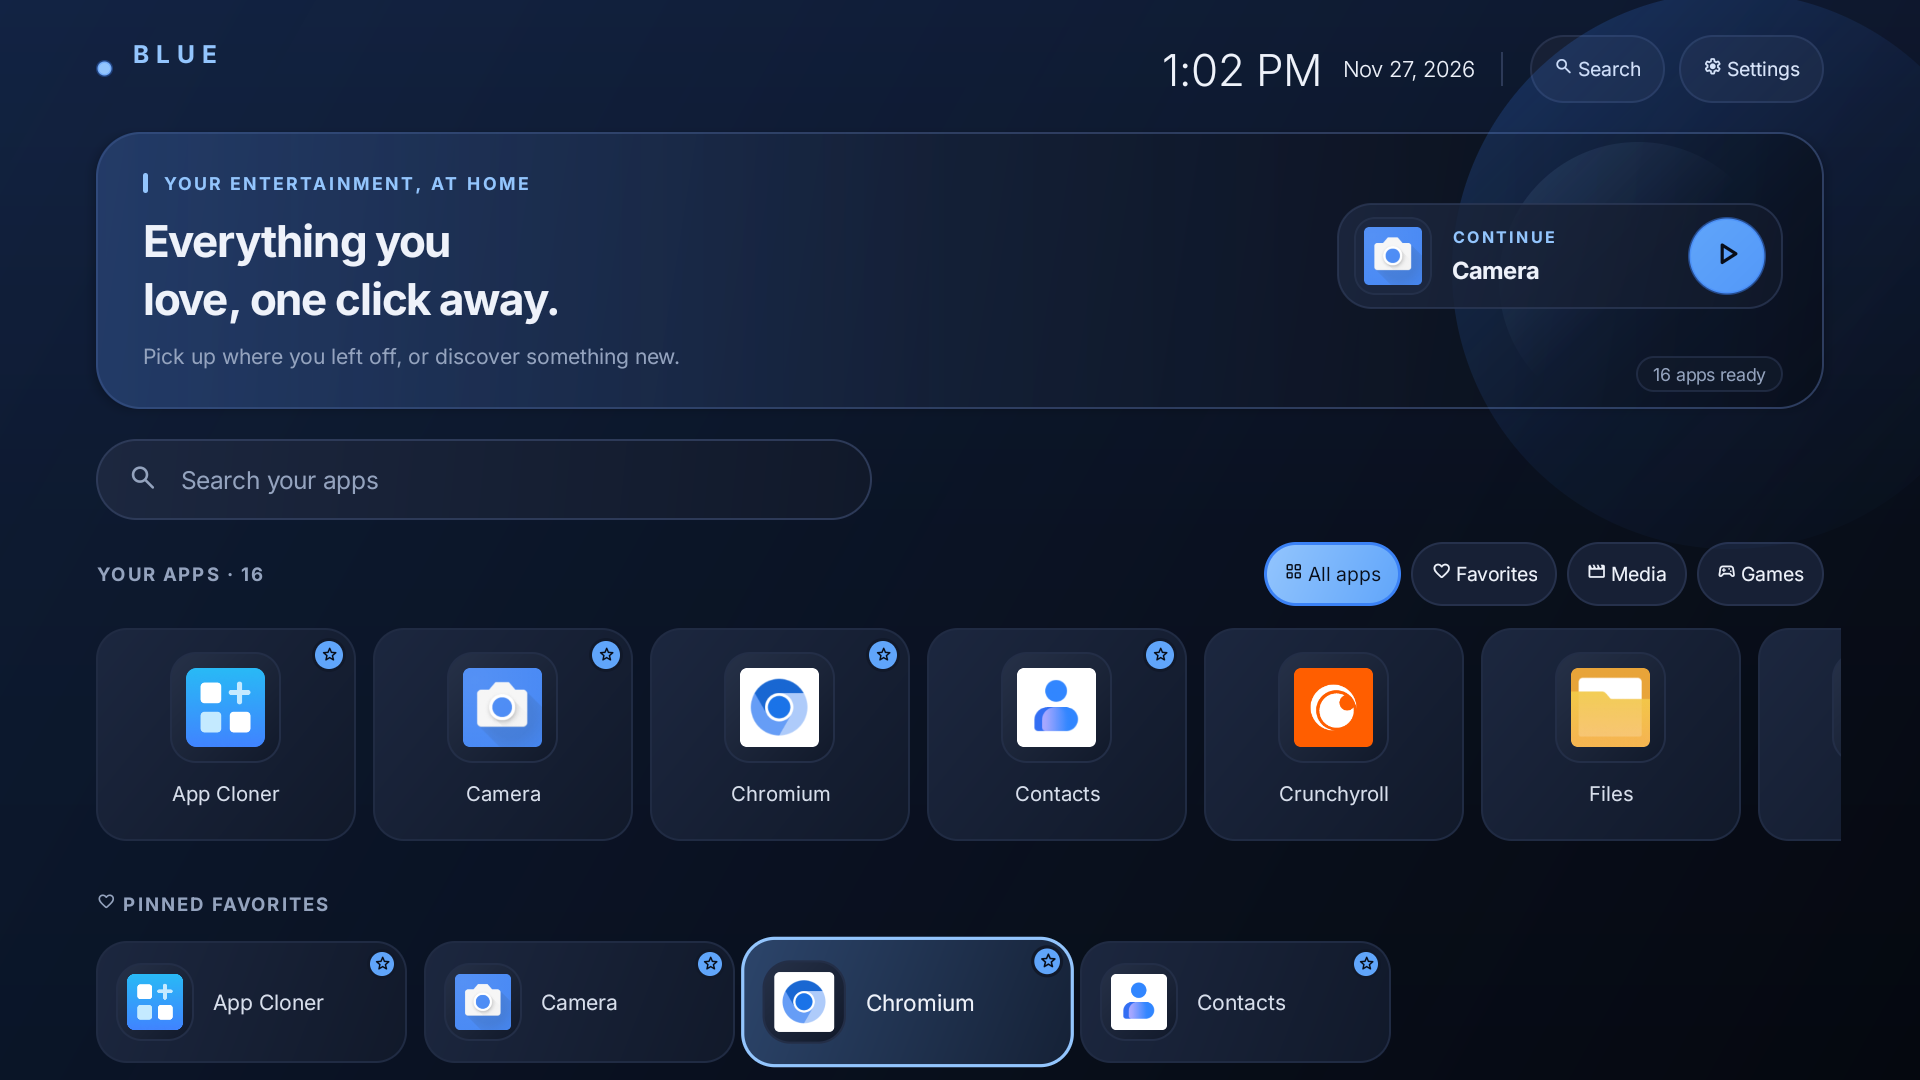 BLUE
1:02 PM
Nov 27, 2026
Search
Settings
YOUR ENTERTAINMENT, AT HOME
Everything you
love, one click away.
Pick up where you left off, or discover something new.
CONTINUE
Camera
16 apps ready
Search your apps
YOUR APPS · 16
All apps
Favorites
Media
Games
App Cloner
Camera
Chromium
Contacts
Crunchyroll
Files
PINNED FAVORITES
App Cloner
Camera
Chromium
Contacts